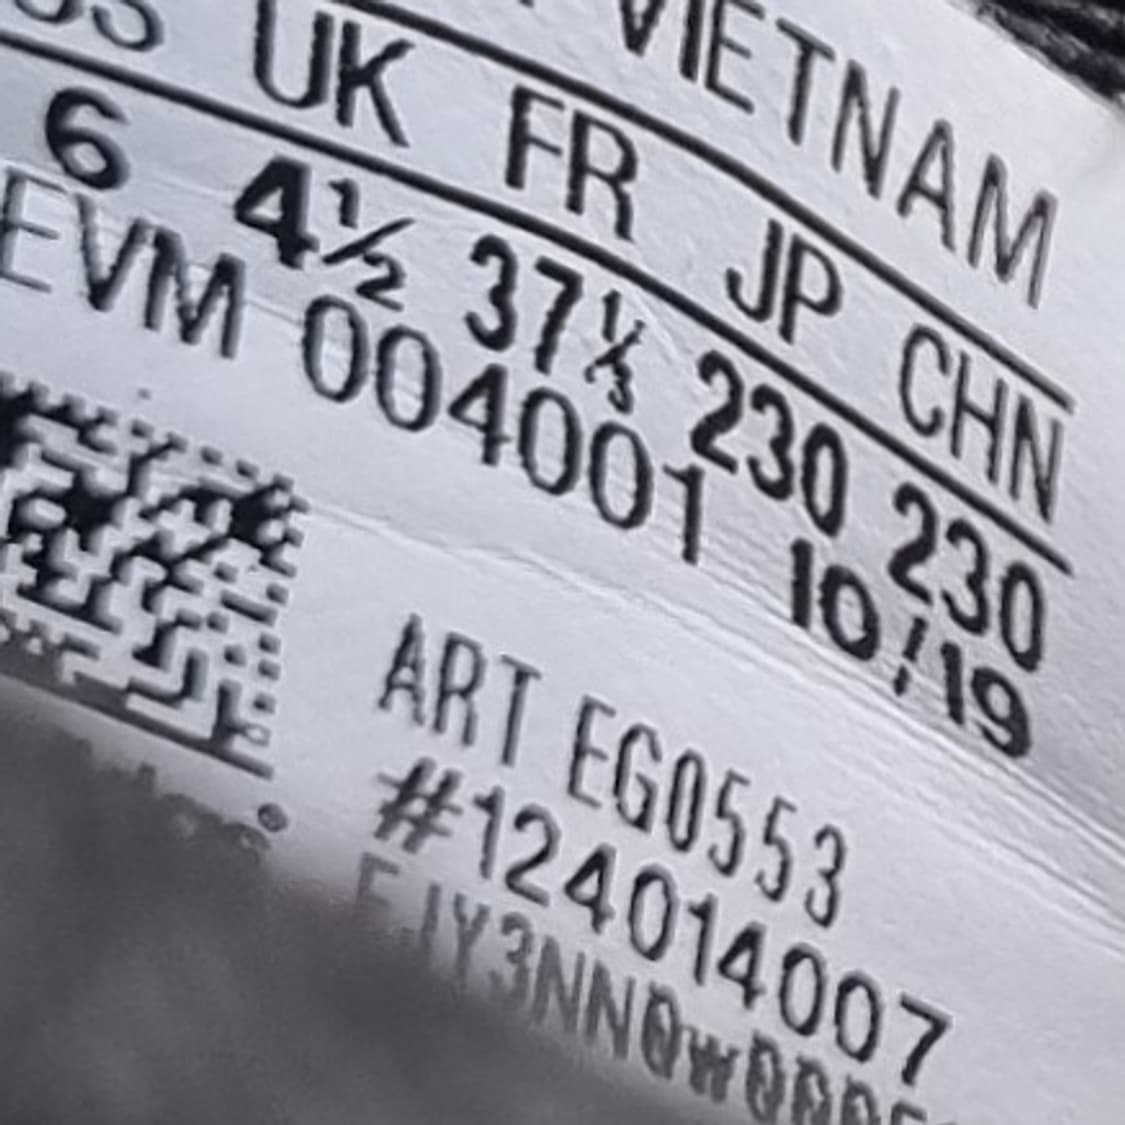 VIETNAM
UK FR JP CHN
6 4½ 37⅓ 230 230
EVM 004001 10/19
ART EG0553
#124014007